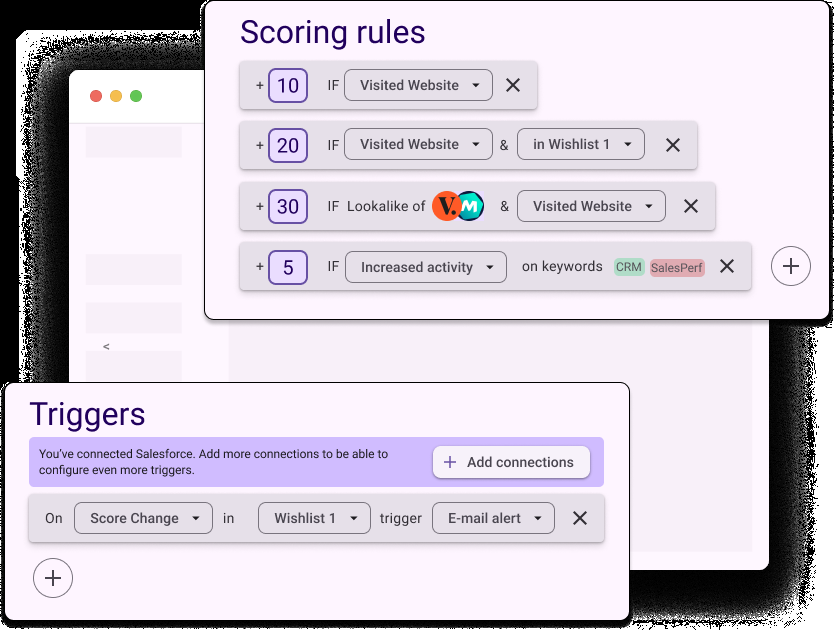 Scoring rules
+ 10 IF Visited Website
+ 20 IF Visited Website & in Wishlist 1
+ 30 IF Lookalike of V. M & Visited Website
+ 5 IF Increased activity on keywords CRM SalesPerf
<
Triggers
You've connected Salesforce. Add more connections to be able to
configure even more triggers.
+ Add connections
On Score Change in Wishlist 1 trigger E-mail alert